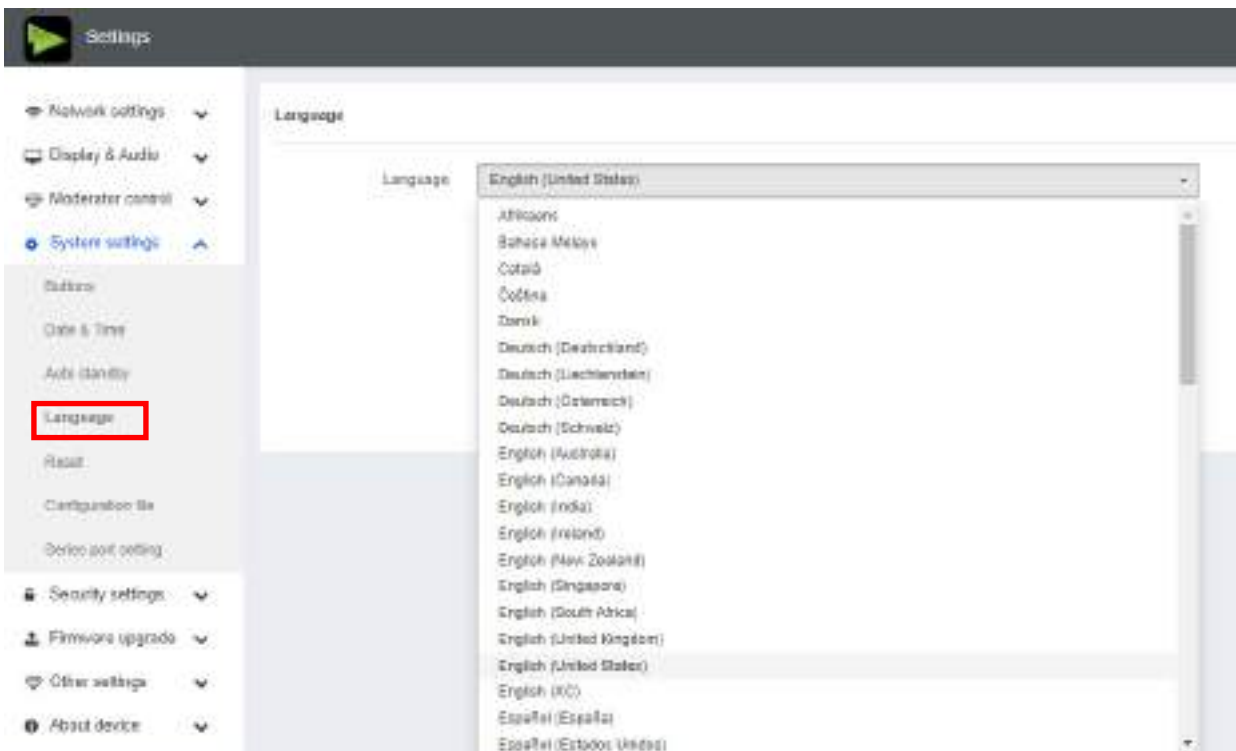 Settings
Network settings
Display & Audio
Moderator control
System settings
Buttons
Date & Time
Auto standby
Language
Reset
Configuration file
Series port setting
Security settings
Firmware upgrade
Other settings
About device
Language
Language
English (United States)
Afrikaans
Bahasa Melayu
Català
Čeština
Dansk
Deutsch (Deutschland)
Deutsch (Liechtenstein)
Deutsch (Österreich)
Deutsch (Schweiz)
English (Australia)
English (Canada)
English (India)
English (Ireland)
English (New Zealand)
English (Singapore)
English (South Africa)
English (United Kingdom)
English (United States)
English (XC)
Español (España)
Español (Estados Unidos)